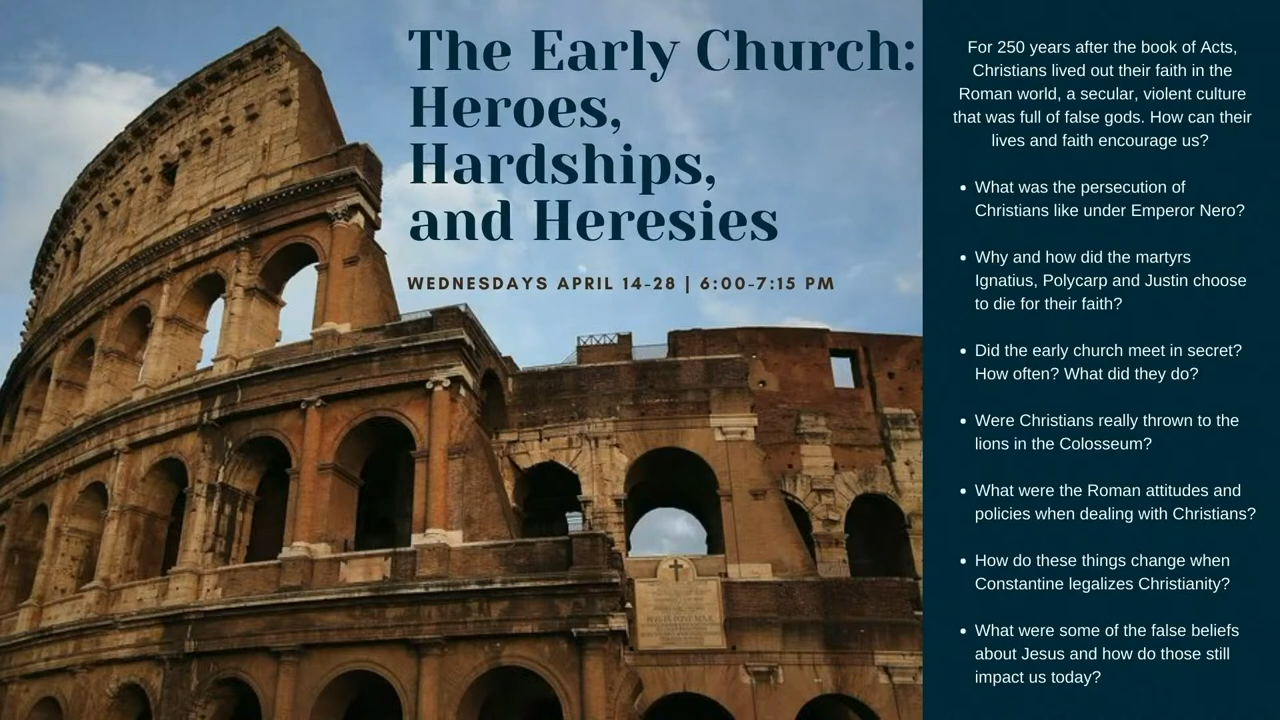 The Early Church:
Heroes,
Hardships,
and Heresies
WEDNESDAYS APRIL 14-28 | 6:00-7:15 PM
For 250 years after the book of Acts,
Christians lived out their faith in the
Roman world, a secular, violent culture
that was full of false gods. How can their
lives and faith encourage us?
• What was the persecution of
Christians like under Emperor Nero?
• Why and how did the martyrs
Ignatius, Polycarp and Justin choose
to die for their faith?
• Did the early church meet in secret?
How often? What did they do?
• Were Christians really thrown to the
lions in the Colosseum?
• What were the Roman attitudes and
policies when dealing with Christians?
• How do these things change when
Constantine legalizes Christianity?
• What were some of the false beliefs
about Jesus and how do those still
impact us today?